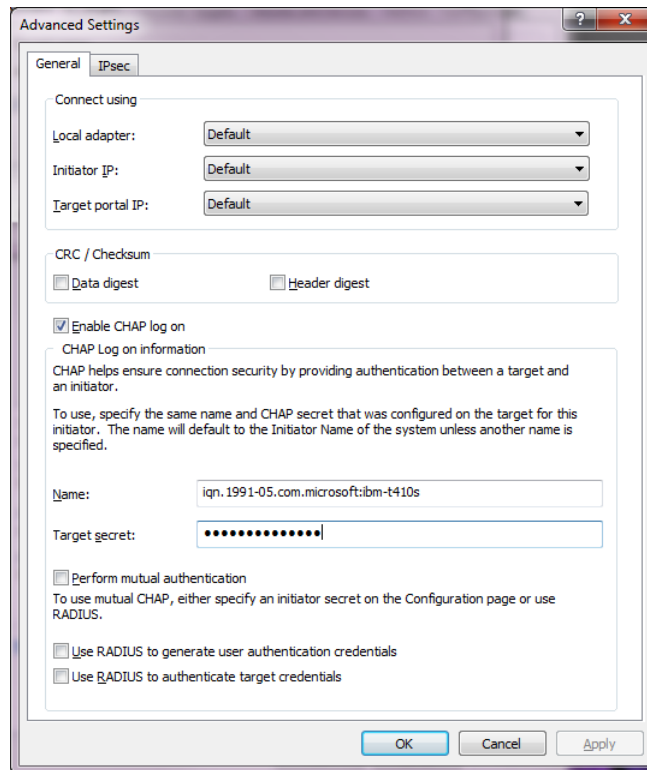 Advanced Settings
?
X
General
IPsec
Connect using
Local adapter:
Default
Initiator IP:
Default
Target portal IP:
Default
CRC / Checksum
Data digest
Header digest
Enable CHAP log on
CHAP Log on information
CHAP helps ensure connection security by providing authentication between a target and
an initiator.
To use, specify the same name and CHAP secret that was configured on the target for this
initiator.  The name will default to the Initiator Name of the system unless another name is
specified.
Name:
iqn.1991-05.com.microsoft:ibm-t410s
Target secret:
●●●●●●●●●●●●●●
Perform mutual authentication
To use mutual CHAP, either specify an initiator secret on the Configuration page or use
RADIUS.
Use RADIUS to generate user authentication credentials
Use RADIUS to authenticate target credentials
OK
Cancel
Apply